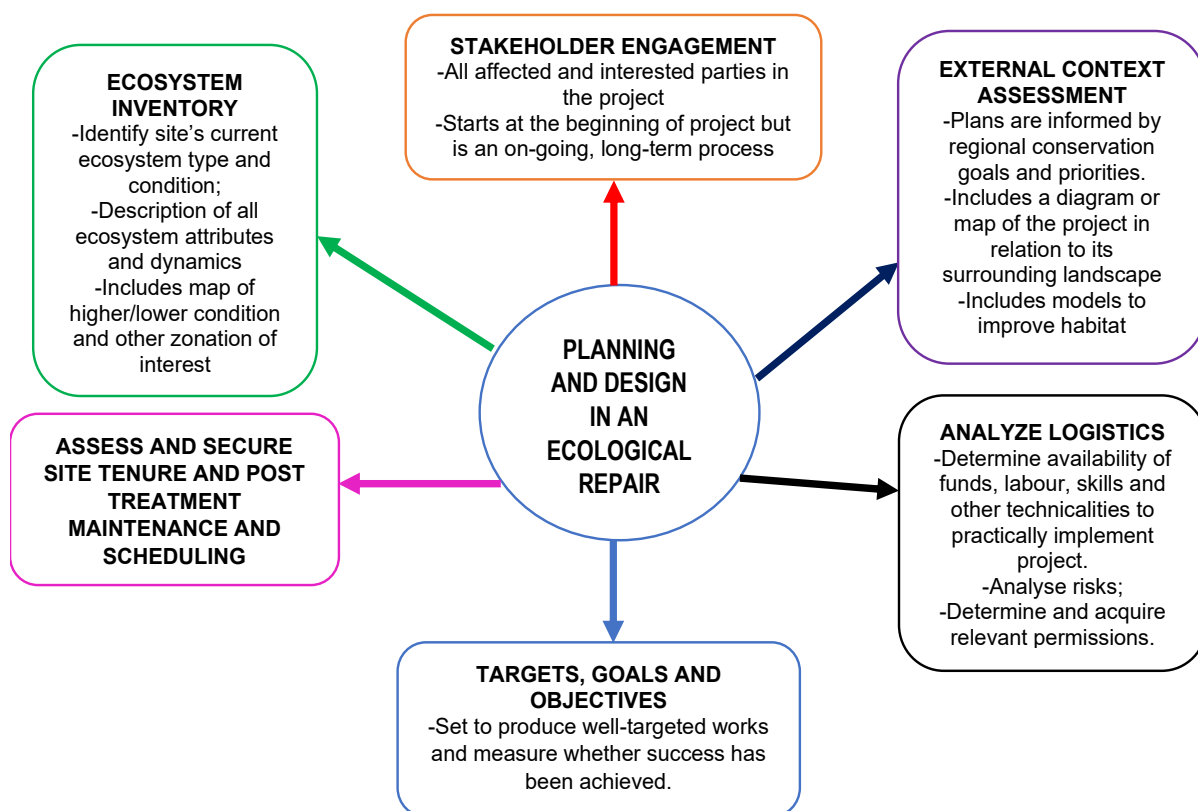 STAKEHOLDER ENGAGEMENT
-All affected and interested parties in
the project
-Starts at the beginning of project but
is an on-going, long-term process
ECOSYSTEM
INVENTORY
-Identify site's current
ecosystem type and
condition;
-Description of all
ecosystem attributes
and dynamics
-Includes map of
higher/lower condition
and other zonation of
interest
EXTERNAL CONTEXT
ASSESSMENT
-Plans are informed by
regional conservation
goals and priorities.
-Includes a diagram or
map of the project in
relation to its
surrounding landscape
-Includes models to
improve habitat
PLANNING
AND DESIGN
IN AN
ECOLOGICAL
REPAIR
ASSESS AND SECURE
SITE TENURE AND POST
TREATMENT
MAINTENANCE AND
SCHEDULING
ANALYZE LOGISTICS
-Determine availability of
funds, labour, skills and
other technicalities to
practically implement
project.
-Analyse risks;
-Determine and acquire
relevant permissions.
TARGETS, GOALS AND
OBJECTIVES
-Set to produce well-targeted works
and measure whether success has
been achieved.